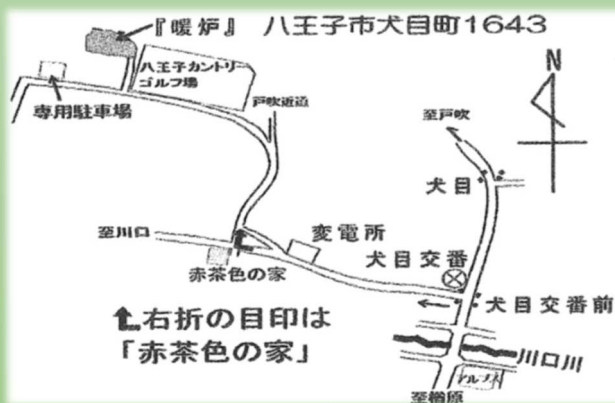 『暖炉』 八王子市犬目町1643
八王子カントリー
ゴルフ場
N
専用駐車場
戸吹近道
至戸吹
犬目
至川口
変電所
犬目交番
赤茶色の家
犬目交番前
右折の目印は
「赤茶色の家」
川口川
至楢原